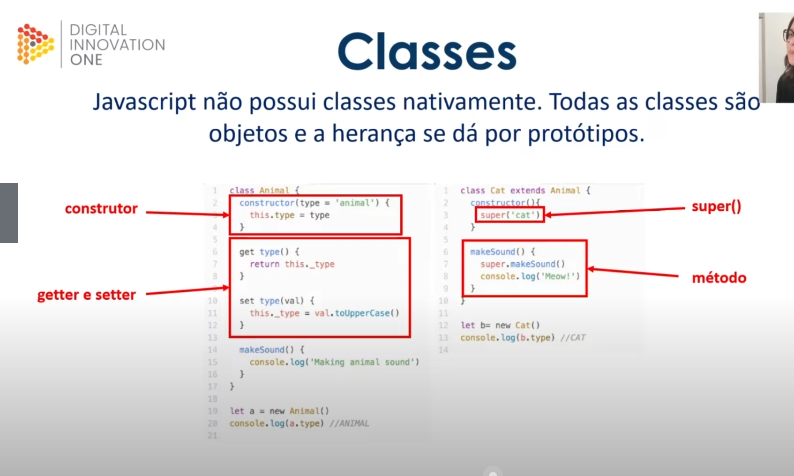 DIGITAL
INNOVATION
ONE
Classes
Javascript não possui classes nativamente. Todas as classes são
objetos e a herança se dá por protótipos.
construtor
getter e setter
1 class Animal {
2 constructor(type = 'animal') {
3 this.type = type
4 }
5
6 get type() {
7 return this._type
8 }
9
10 set type(val) {
11 this._type = val.toUpperCase()
12 }
13
14 makeSound() {
15 console.log('Making animal sound')
16 }
17 }
18
19 let a = new Animal()
20 console.log(a.type) //ANIMAL
21
1 class Cat extends Animal {
2 constructor(){
3 super('cat')
4 }
5
6 makeSound() {
7 super.makeSound()
8 console.log('Meow!')
9 }
10 }
11
12 let b= new Cat()
13 console.log(b.type) //CAT
14
super()
método